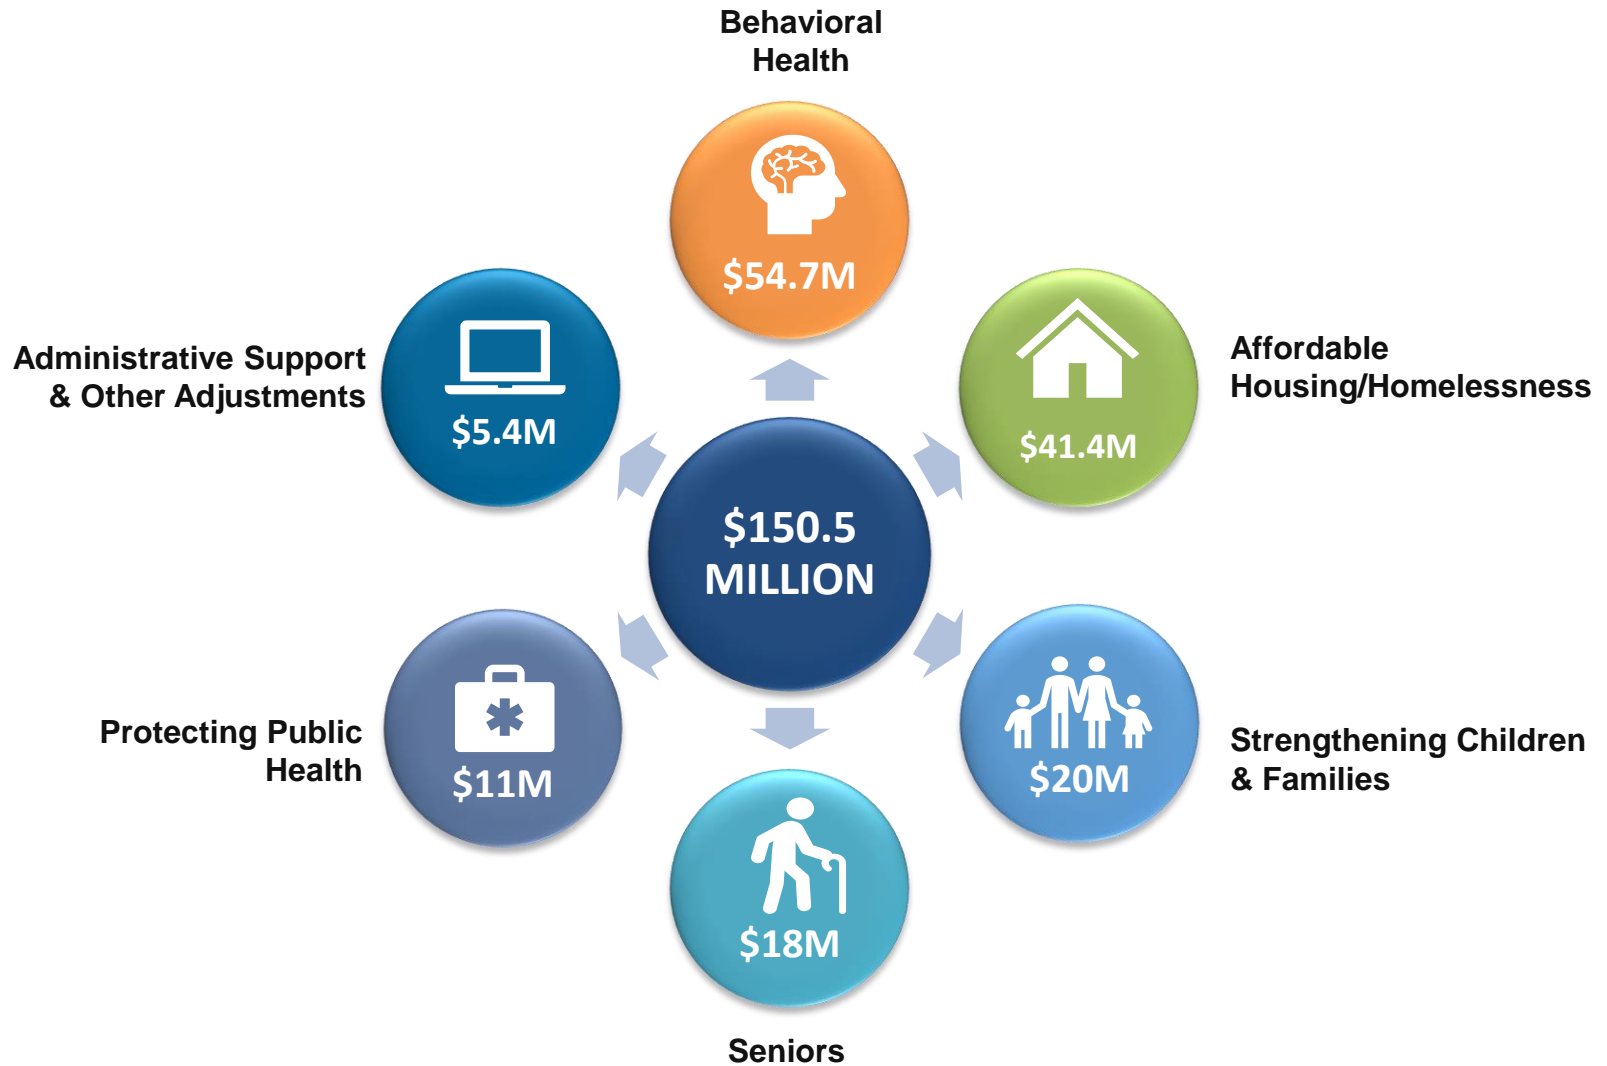 Behavioral
Health
$54.7M
Administrative Support
& Other Adjustments
$5.4M
Affordable
Housing/Homelessness
$41.4M
$150.5
MILLION
Protecting Public
Health
$11M
Strengthening Children
& Families
$20M
$18M
Seniors